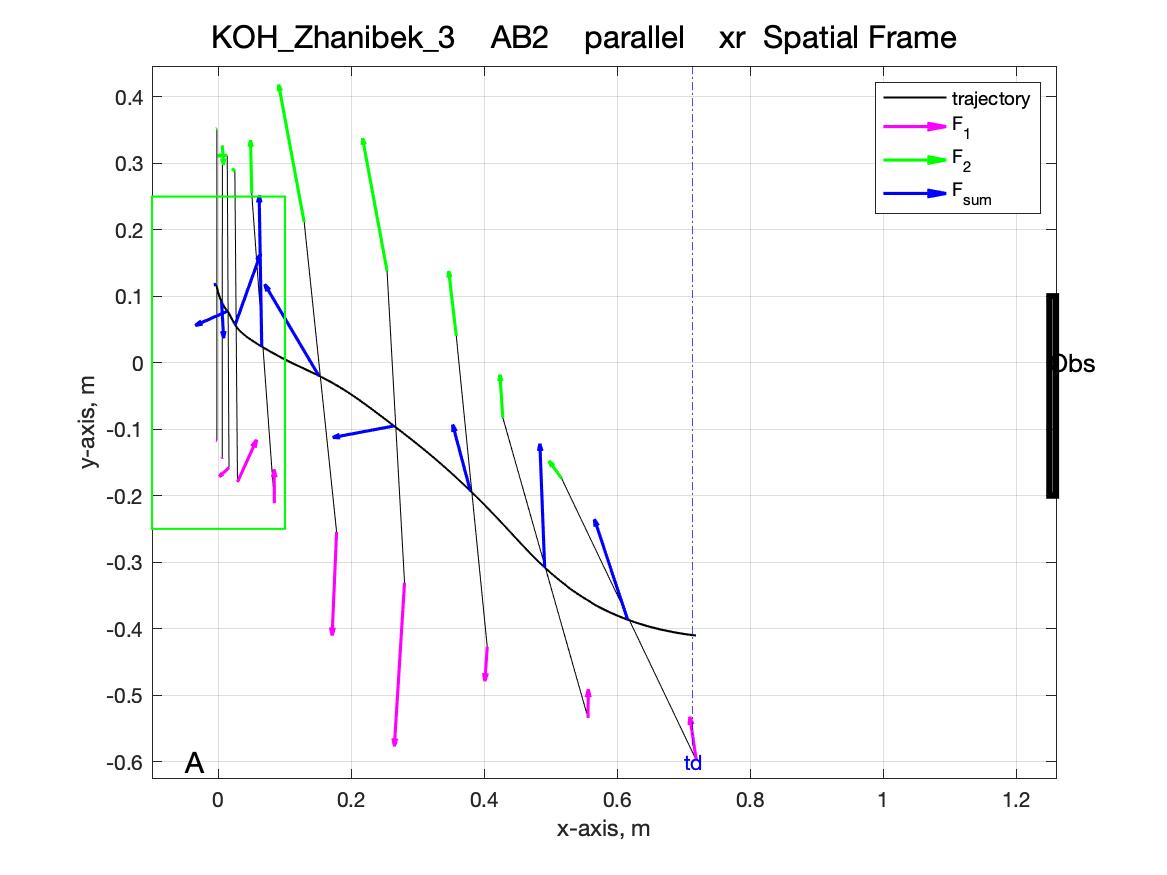 KOH_Zhanibek_3 AB2 parallel xr Spatial Frame
trajectory
F1
F2
Fsum
0.4
0.3
0.2
0.1
0
-0.1
-0.2
-0.3
-0.4
-0.5
-0.6
y-axis, m
Obs
A
td
0 0.2 0.4 0.6 0.8 1 1.2
x-axis, m